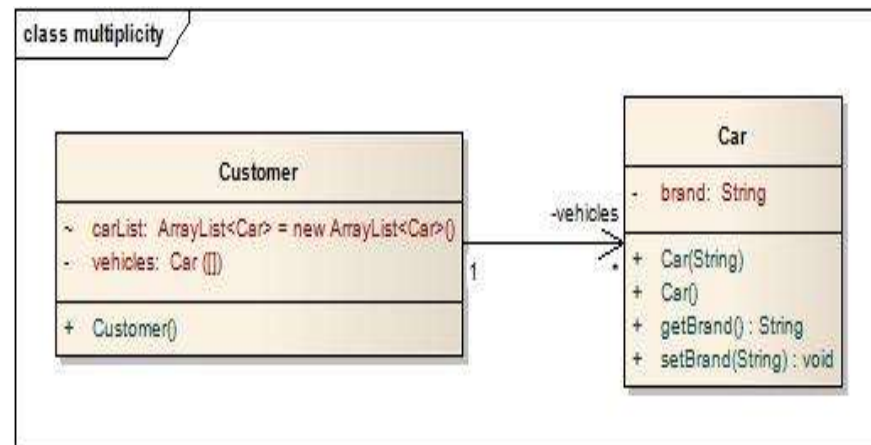 class multiplicity
Customer
~ carList: ArrayList<Car> = new ArrayList<Car>()
- vehicles: Car ([])
+ Customer()
-vehicles
1
*
Car
- brand: String
+ Car(String)
+ Car()
+ getBrand() : String
+ setBrand(String) : void